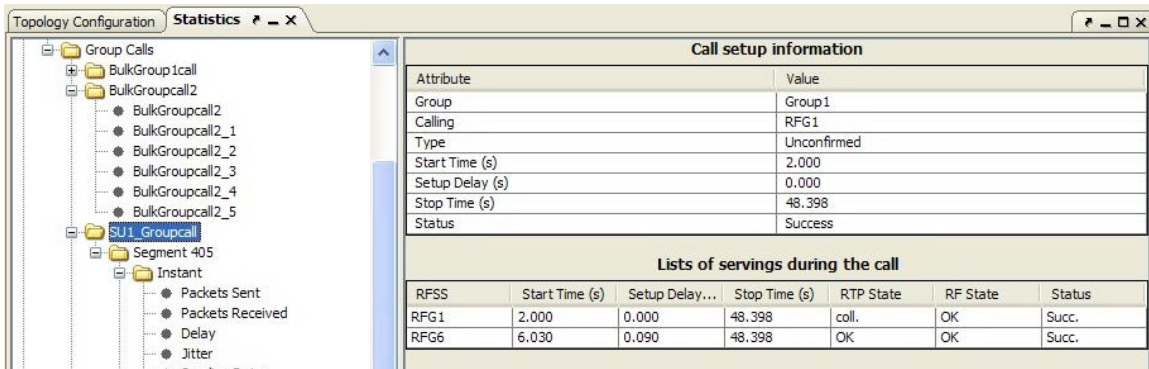 Topology Configuration Statistics
Group Calls
BulkGroup1call
BulkGroupcall2
BulkGroupcall2
BulkGroupcall2_1
BulkGroupcall2_2
BulkGroupcall2_3
BulkGroupcall2_4
BulkGroupcall2_5
SU1_Groupcall
Segment 405
Instant
Packets Sent
Packets Received
Delay
Jitter
Call setup information
Attribute Value
Group Group1
Calling RFG1
Type Unconfirmed
Start Time (s) 2.000
Setup Delay (s) 0.000
Stop Time (s) 48.398
Status Success
Lists of servings during the call
RFSS Start Time (s) Setup Delay... Stop Time (s) RTP State RF State Status
RFG1 2.000 0.000 48.398 coll. OK Succ.
RFG6 6.030 0.090 48.398 OK OK Succ.